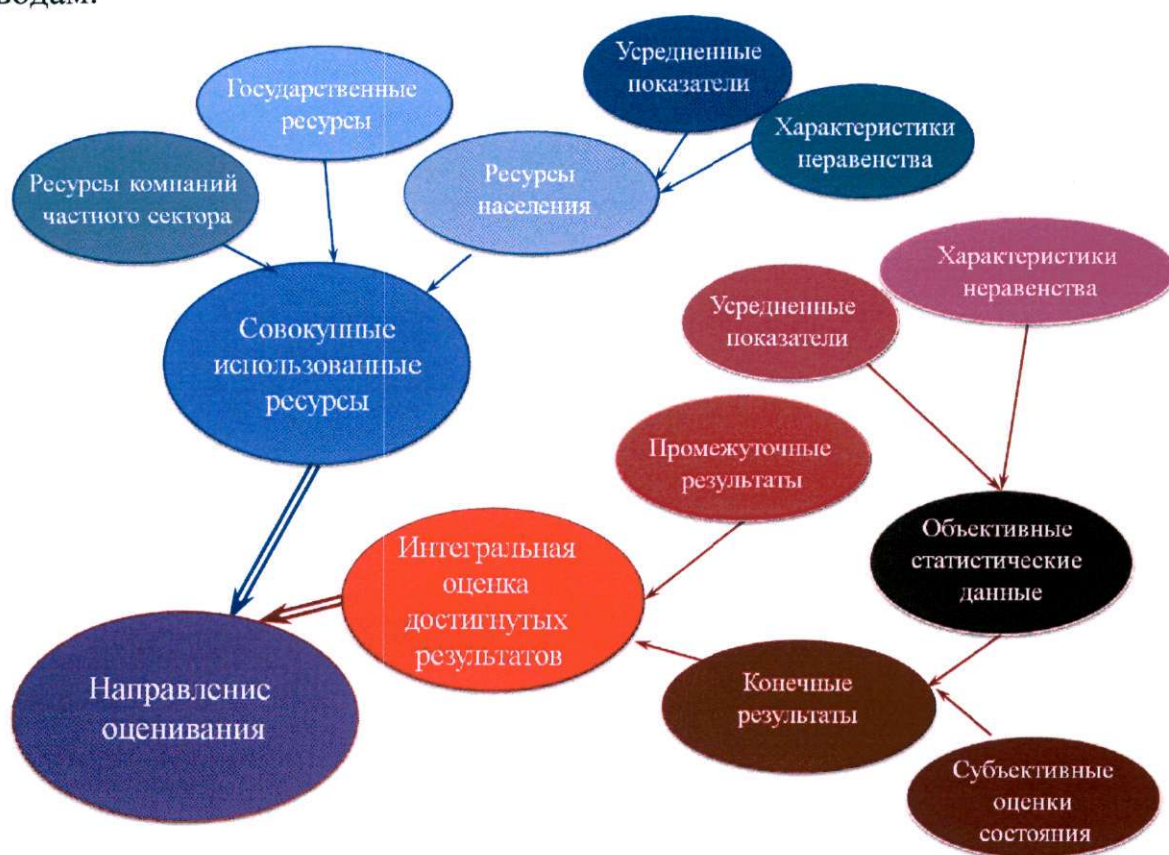 Усредненные
показатели
Государственные
ресурсы
Характеристики
неравенства
Ресурсы компаний
частного сектора
Ресурсы
населения
Характеристики
неравенства
Усредненные
показатели
Совокупные
использованные
ресурсы
Промежуточные
результаты
Объективные
статистические
данные
Интегральная
оценка
достигнутых
результатов
Направление
оценивания
Конечные
результаты
Субъективные
оценки
состояния